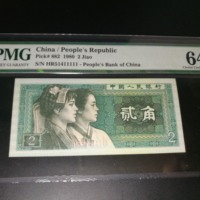 PMG
China / People's Republic
Pick# 882 1980 2 Jiao
S/N HR51411111 - People's Bank of China
64
中国人民银行
贰角
2